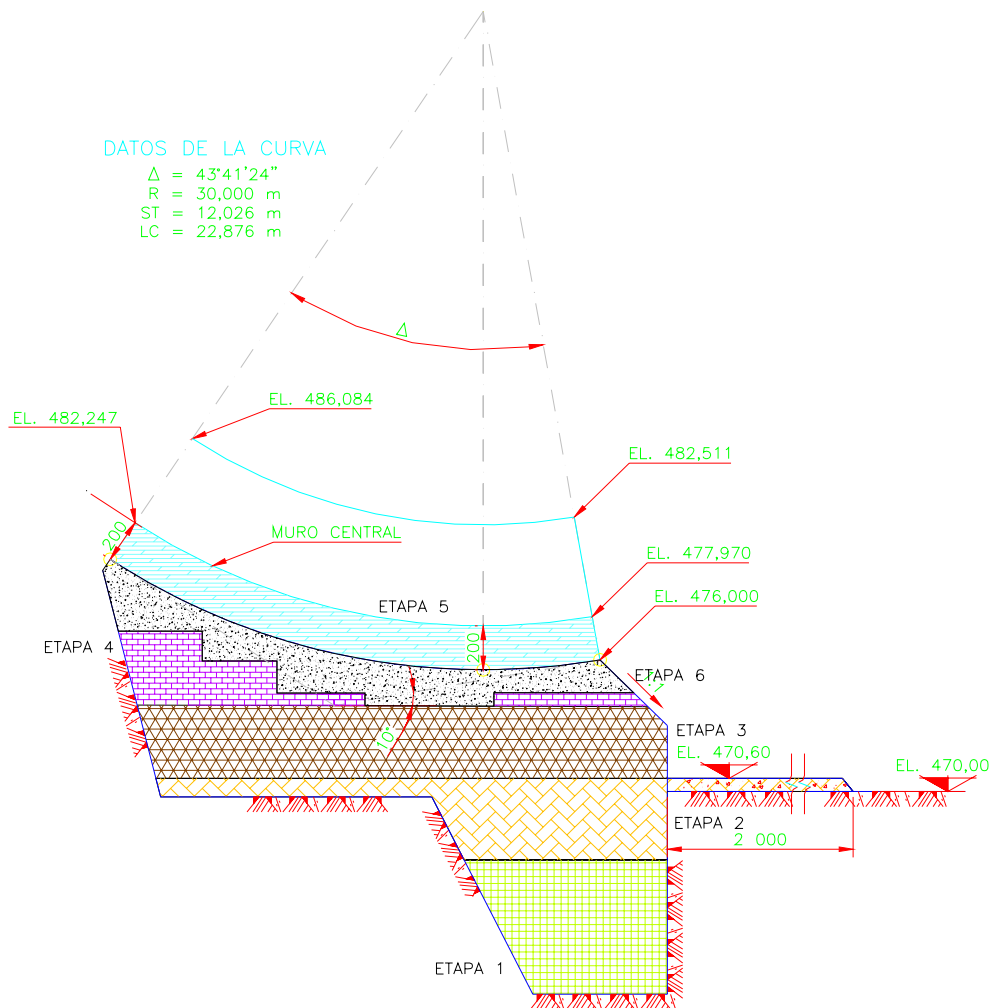 DATOS DE LA CURVA
Δ = 43°41'24"
R = 30,000 m
ST = 12,026 m
LC = 22,876 m
Δ
EL. 486,084
EL. 482,247
EL. 482,511
200
MURO CENTRAL
EL. 477,970
EL. 476,000
ETAPA 5
200
ETAPA 4
ETAPA 6
1:1
ETAPA 3
10°
EL. 470,60
EL. 470,00
ETAPA 2
2 000
ETAPA 1